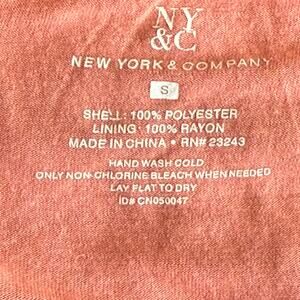 NY
&C
NEW YORK & COMPANY
S
SHELL: 100% POLYESTER
LINING: 100% RAYON
MADE IN CHINA • RN# 23243
HAND WASH COLD
ONLY NON-CHLORINE BLEACH WHEN NEEDED
LAY FLAT TO DRY
ID# CN050047